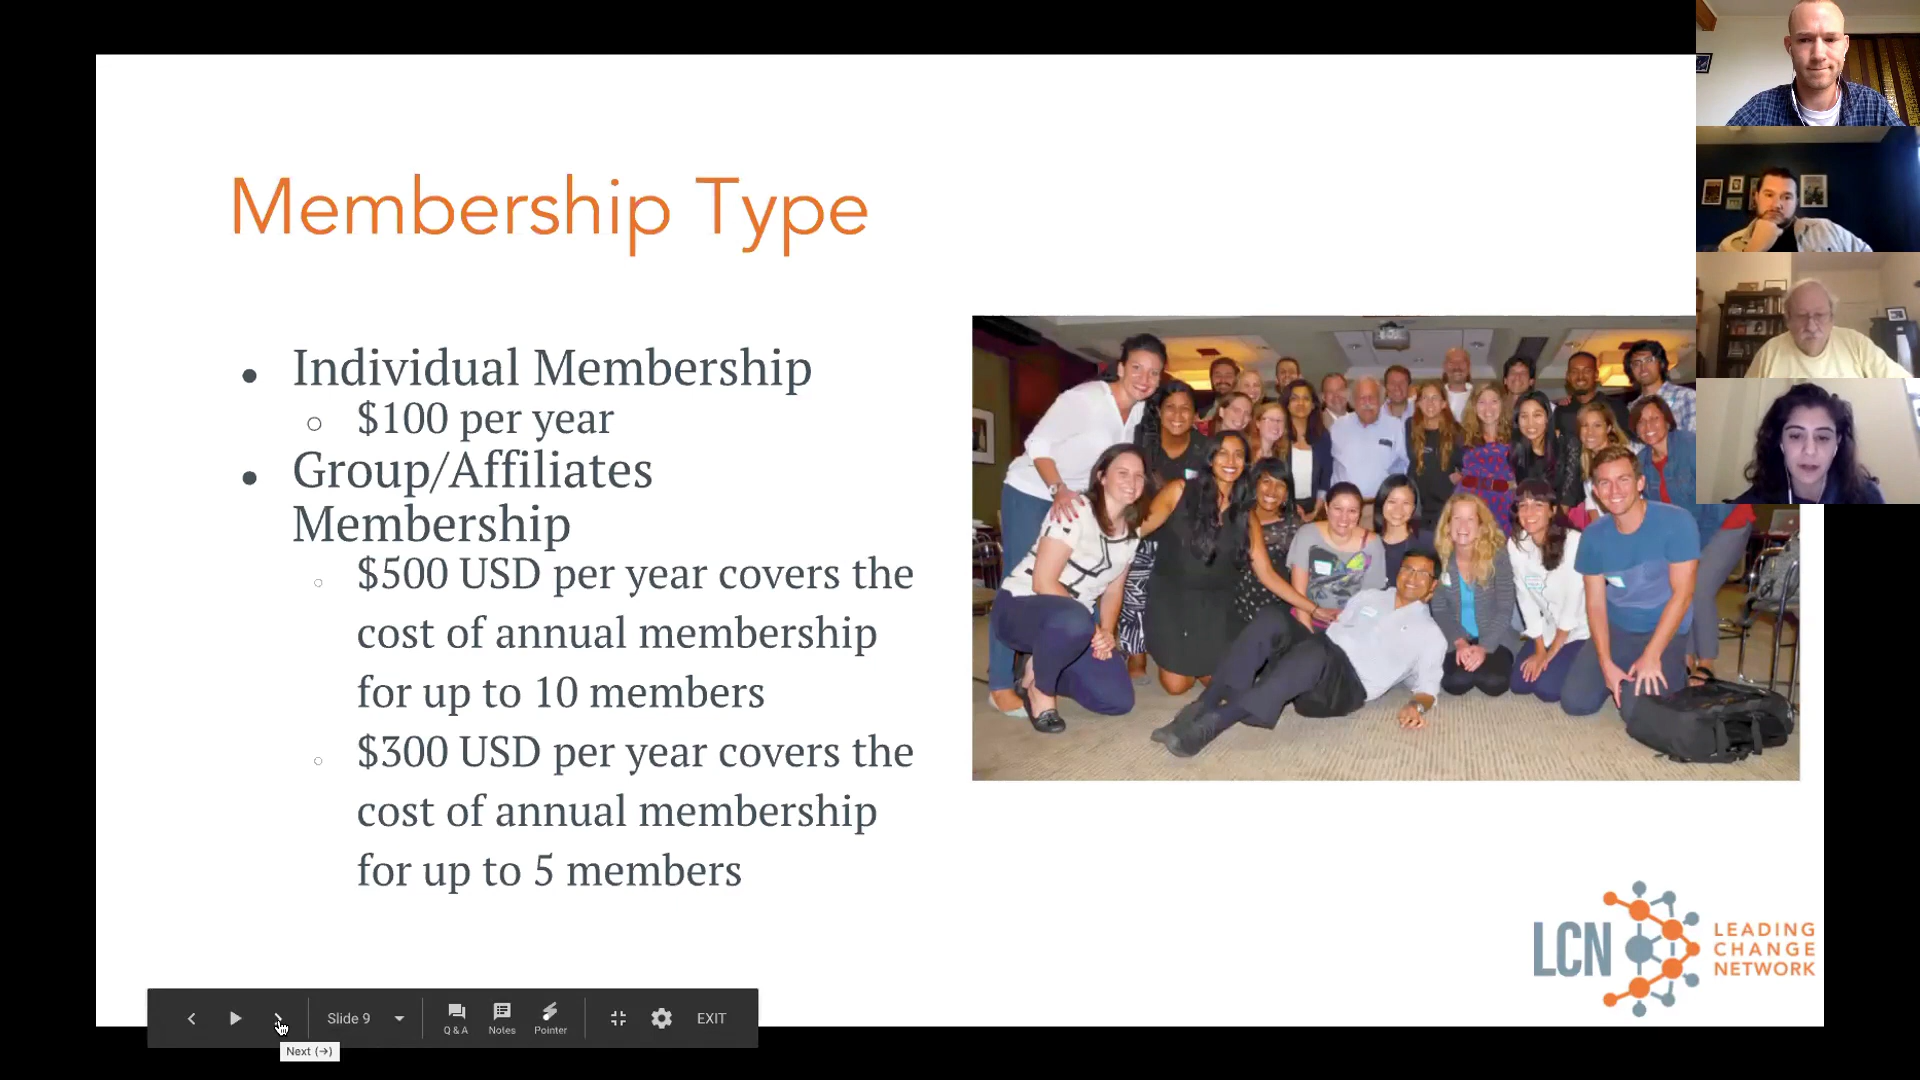 Membership Type
• Individual Membership
○ $100 per year
• Group/Affiliates
Membership
○ $500 USD per year covers the
cost of annual membership
for up to 10 members
○ $300 USD per year covers the
cost of annual membership
for up to 5 members
LCN
LEADING
CHANGE
NETWORK
Slide 9
Q & A
Notes
Pointer
EXIT
Next (→)